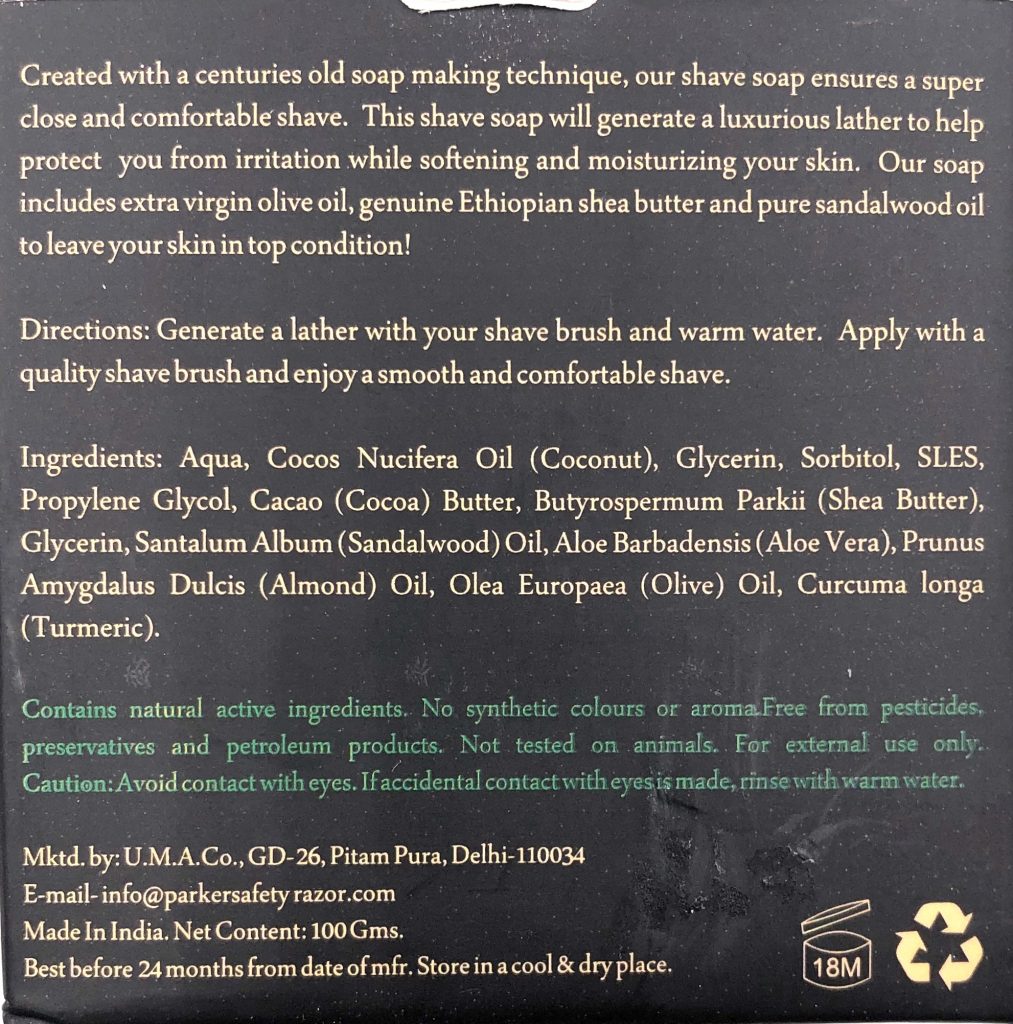 Created with a centuries old soap making technique, our shave soap ensures a super
close and comfortable shave. This shave soap will generate a luxurious lather to help
protect you from irritation while softening and moisturizing your skin. Our soap
includes extra virgin olive oil, genuine Ethiopian shea butter and pure sandalwood oil
to leave your skin in top condition!
Directions: Generate a lather with your shave brush and warm water. Apply with a
quality shave brush and enjoy a smooth and comfortable shave.
Ingredients: Aqua, Cocos Nucifera Oil (Coconut), Glycerin, Sorbitol, SLES,
Propylene Glycol, Cacao (Cocoa) Butter, Butyrospermum Parkii (Shea Butter),
Glycerin, Santalum Album (Sandalwood) Oil, Aloe Barbadensis (Aloe Vera), Prunus
Amygdalus Dulcis (Almond) Oil, Olea Europaea (Olive) Oil, Curcuma longa
(Turmeric).
Contains natural active ingredients. No synthetic colours or aroma.Free from pesticides,
preservatives and petroleum products. Not tested on animals. For external use only.
Caution: Avoid contact with eyes. If accidental contact with eyes is made, rinse with warm water.
Mktd. by: U.M.A.Co., GD-26, Pitam Pura, Delhi-110034
E-mail- info@parkersafety razor.com
Made In India. Net Content: 100 Gms.
Best before 24 months from date of mfr. Store in a cool & dry place.
18M